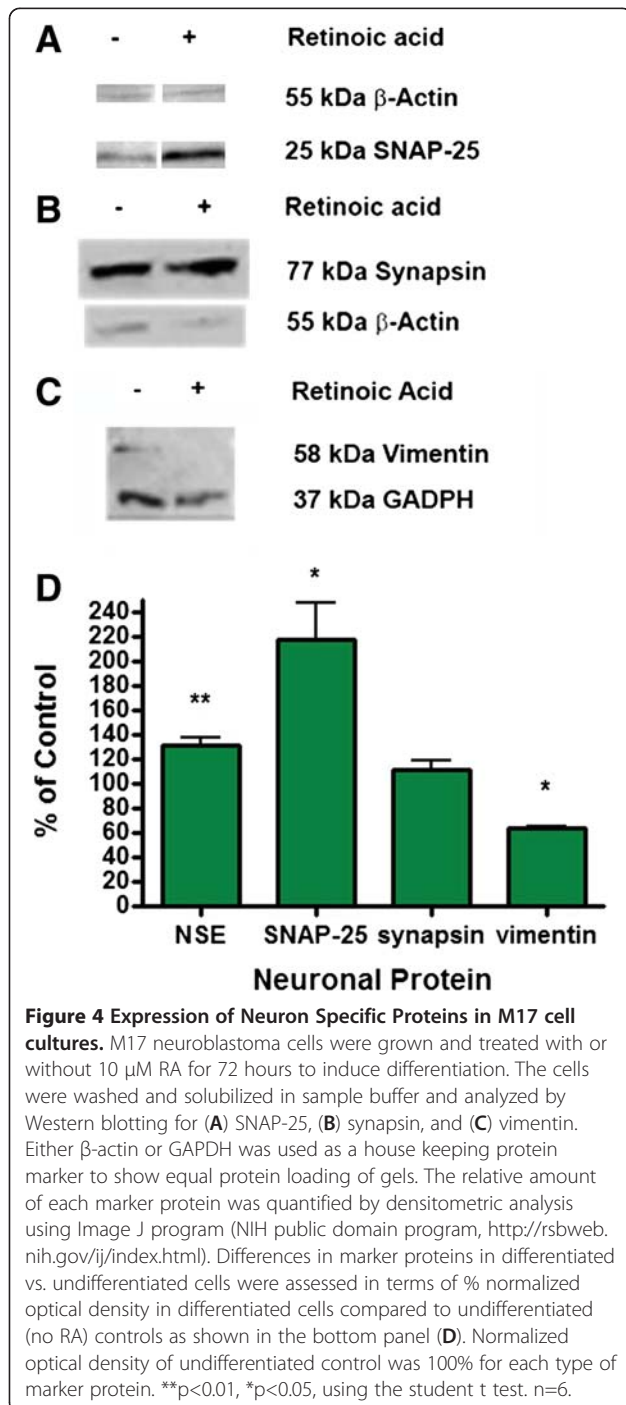 A - + Retinoic acid
55 kDa β-Actin
25 kDa SNAP-25
B - + Retinoic acid
77 kDa Synapsin
55 kDa β-Actin
C - + Retinoic Acid
58 kDa Vimentin
37 kDa GADPH
D
% of Control
240
220
200
180
160
140
120
100
80
60
40
20
0
**
*
*
NSE SNAP-25 synapsin vimentin
Neuronal Protein
Figure 4 Expression of Neuron Specific Proteins in M17 cell
cultures. M17 neuroblastoma cells were grown and treated with or
without 10 μM RA for 72 hours to induce differentiation. The cells
were washed and solubilized in sample buffer and analyzed by
Western blotting for (A) SNAP-25, (B) synapsin, and (C) vimentin.
Either β-actin or GAPDH was used as a house keeping protein
marker to show equal protein loading of gels. The relative amount
of each marker protein was quantified by densitometric analysis
using Image J program (NIH public domain program, http://rsbweb.
nih.gov/ij/index.html). Differences in marker proteins in differentiated
vs. undifferentiated cells were assessed in terms of % normalized
optical density in differentiated cells compared to undifferentiated
(no RA) controls as shown in the bottom panel (D). Normalized
optical density of undifferentiated control was 100% for each type of
marker protein. **p<0.01, *p<0.05, using the student t test. n=6.